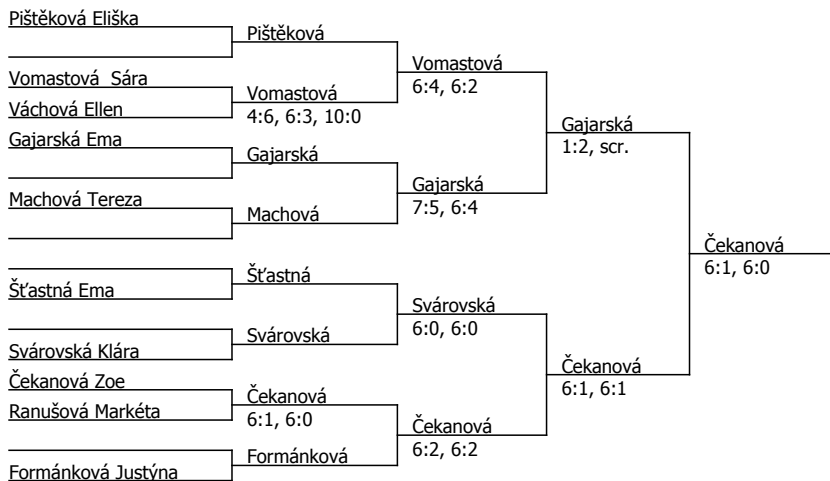 Pištěková Eliška
Pištěková
Vomastová
6:4, 6:2
Vomastová  Sára
Vomastová
4:6, 6:3, 10:0
Váchová Ellen
Gajarská
1:2, scr.
Gajarská Ema
Gajarská
Gajarská
7:5, 6:4
Machová Tereza
Machová
Čekanová
6:1, 6:0
Šťastná
Šťastná Ema
Svárovská
6:0, 6:0
Svárovská
Svárovská Klára
Čekanová
6:1, 6:1
Čekanová Zoe
Čekanová
6:1, 6:0
Ranušová Markéta
Čekanová
6:2, 6:2
Formánková
Formánková Justýna